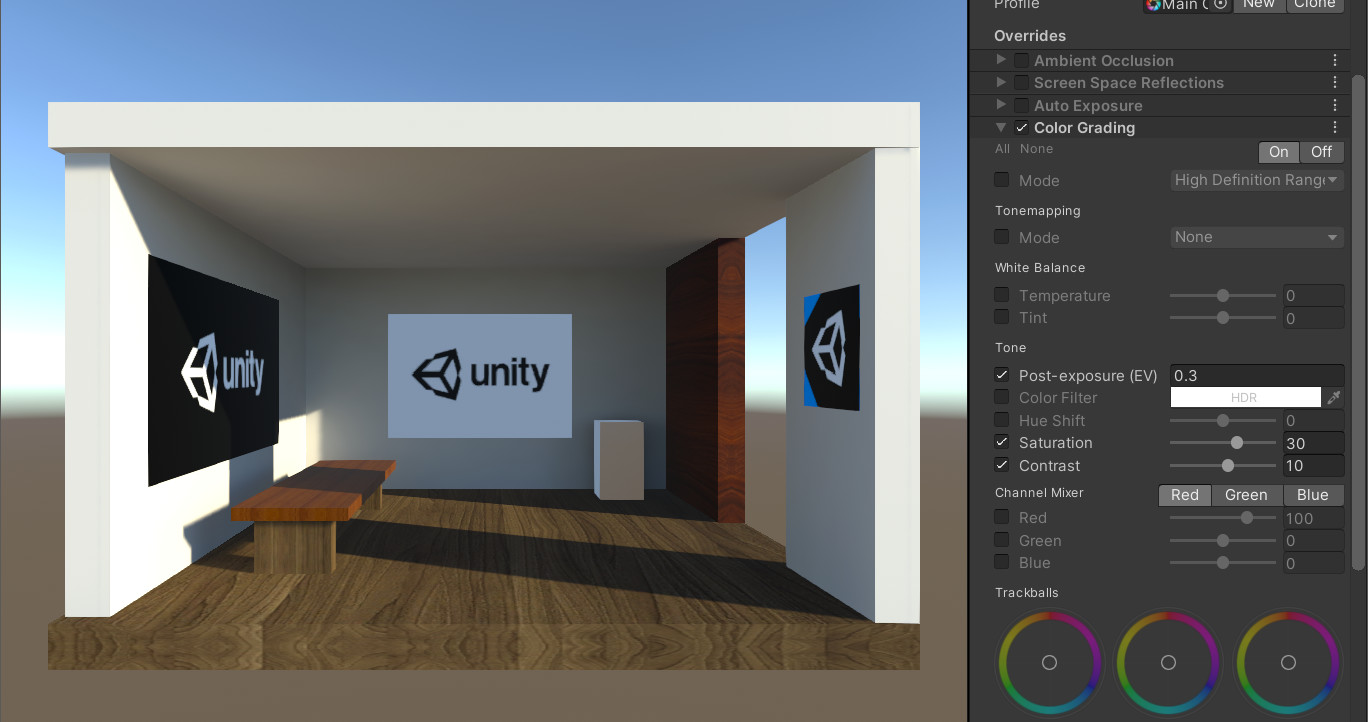 unity
unity
Profile
Main
New
Clone
Overrides
Ambient Occlusion
Screen Space Reflections
Auto Exposure
Color Grading
All None
On Off
Mode
High Definition Range
Tonemapping
Mode
None
White Balance
Temperature
0
Tint
0
Tone
Post-exposure (EV)
0.3
Color Filter
HDR
Hue Shift
0
Saturation
30
Contrast
10
Channel Mixer
Red Green Blue
Red
100
Green
0
Blue
0
Trackballs